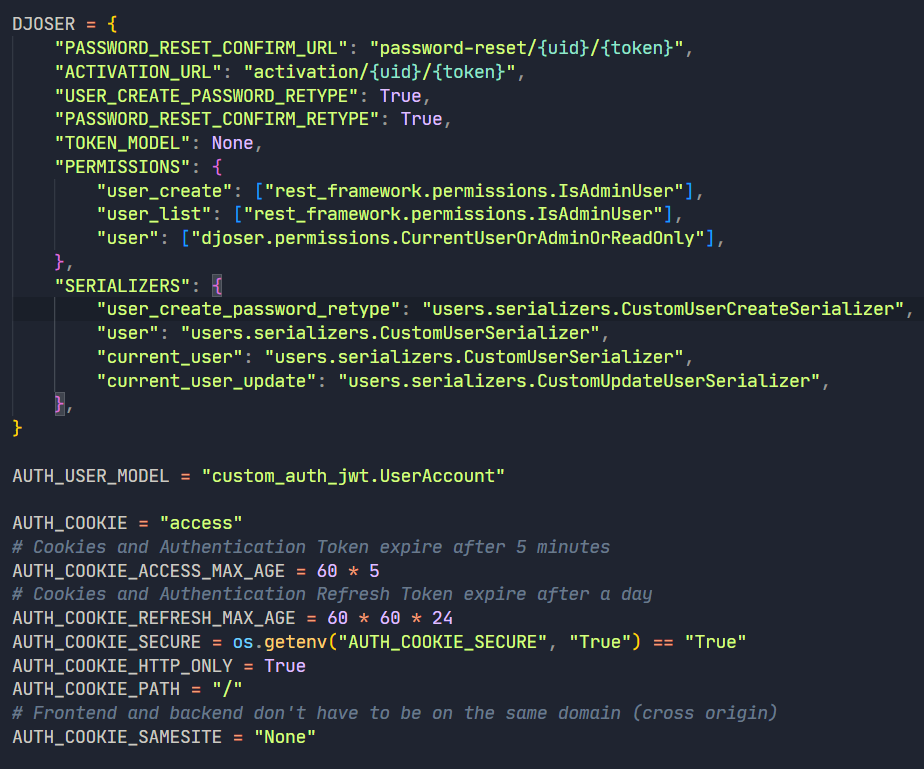 DJOSER = {
    "PASSWORD_RESET_CONFIRM_URL": "password-reset/{uid}/{token}",
    "ACTIVATION_URL": "activation/{uid}/{token}",
    "USER_CREATE_PASSWORD_RETYPE": True,
    "PASSWORD_RESET_CONFIRM_RETYPE": True,
    "TOKEN_MODEL": None,
    "PERMISSIONS": {
        "user_create": ["rest_framework.permissions.IsAdminUser"],
        "user_list": ["rest_framework.permissions.IsAdminUser"],
        "user": ["djoser.permissions.CurrentUserOrAdminOrReadOnly"],
    },
    "SERIALIZERS": {
        "user_create_password_retype": "users.serializers.CustomUserCreateSerializer",
        "user": "users.serializers.CustomUserSerializer",
        "current_user": "users.serializers.CustomUserSerializer",
        "current_user_update": "users.serializers.CustomUpdateUserSerializer",
    },
}

AUTH_USER_MODEL = "custom_auth_jwt.UserAccount"

AUTH_COOKIE = "access"
# Cookies and Authentication Token expire after 5 minutes
AUTH_COOKIE_ACCESS_MAX_AGE = 60 * 5
# Cookies and Authentication Refresh Token expire after a day
AUTH_COOKIE_REFRESH_MAX_AGE = 60 * 60 * 24
AUTH_COOKIE_SECURE = os.getenv("AUTH_COOKIE_SECURE", "True") == "True"
AUTH_COOKIE_HTTP_ONLY = True
AUTH_COOKIE_PATH = "/"
# Frontend and backend don't have to be on the same domain (cross origin)
AUTH_COOKIE_SAMESITE = "None"